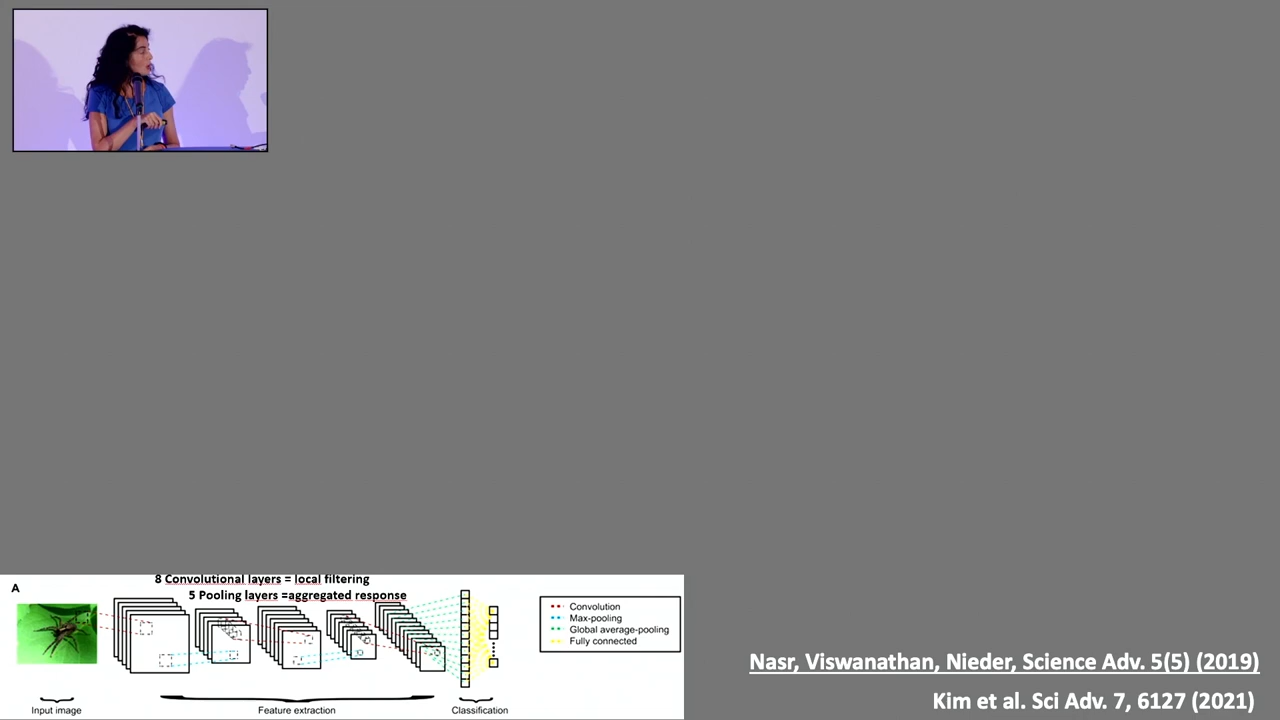 A
8 Convolutional layers = local filtering
5 Pooling layers =aggregated response
Convolution
Max-pooling
Global average-pooling
Fully connected
Input image
Feature extraction
Classification
Nasr, Viswanathan, Nieder, Science Adv. 5(5) (2019)
Kim et al. Sci Adv. 7, 6127 (2021)